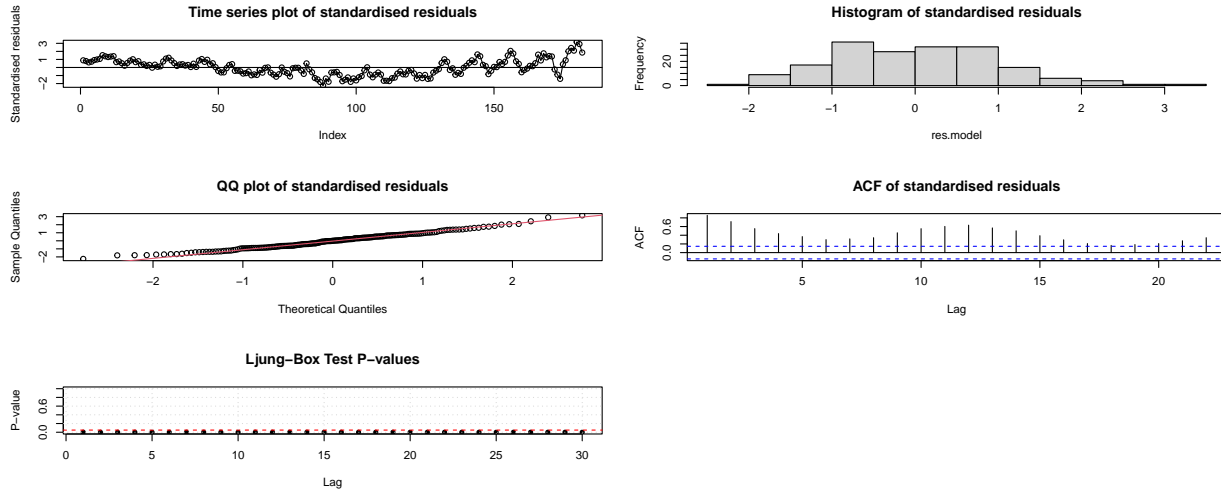 Time series plot of standardised residuals
Standardised residuals
3
1
−2
0 50 100 150
Index
Histogram of standardised residuals
Frequency
20
0
−2 −1 0 1 2 3
res.model
QQ plot of standardised residuals
Sample Quantiles
3
1
−2
−2 −1 0 1 2
Theoretical Quantiles
ACF of standardised residuals
ACF
0.6
0.0
5 10 15 20
Lag
Ljung−Box Test P−values
P−value
0.6
0.0
0 5 10 15 20 25 30
Lag